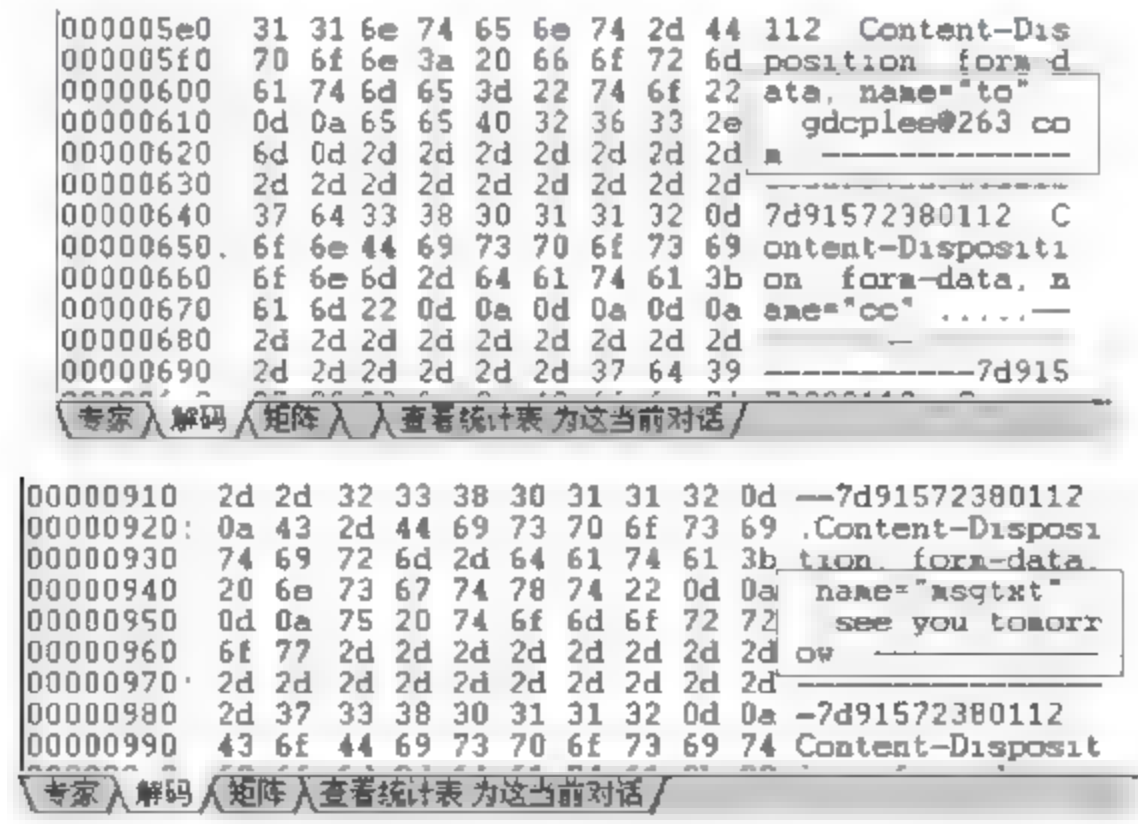 000005e0 31 31 6e 74 65 6e 74 2d 44 112 Content-Dis
000005f0 70 6f 6e 3a 20 66 6f 72 6d position form-d
00000600 61 74 6d 65 3d 22 74 6f 22 ata, name="to"
00000610 0d 0a 65 65 40 32 36 33 2e gdcplee@263 co
00000620 6d 0d 2d 2d 2d 2d 2d 2d 2d m --------------
00000630 2d 2d 2d 2d 2d 2d 2d 2d 2d ----------------
00000640 37 64 33 38 30 31 31 32 0d 7d91572380112 C
00000650. 6f 6e 44 69 73 70 6f 73 69 ontent-Dispositi
00000660 6f 6e 6d 2d 64 61 74 61 3b on form-data, n
00000670 61 6d 22 0d 0a 0d 0a 0d 0a ame="cc" ......--
00000680 2d 2d 2d 2d 2d 2d 2d 2d 2d
00000690 2d 2d 2d 2d 2d 2d 37 64 39 -----------7d915
专家 解码 矩阵 查看统计表 为这当前对话
00000910 2d 2d 32 33 38 30 31 31 32 0d --7d91572380112
00000920: 0a 43 2d 44 69 73 70 6f 73 69 .Content-Disposi
00000930 74 69 72 6d 2d 64 61 74 61 3b tion. form-data.
00000940 20 6e 73 67 74 78 74 22 0d 0a name="msgtxt"
00000950 0d 0a 75 20 74 6f 6d 6f 72 72 see you tomorr
00000960 6f 77 2d 2d 2d 2d 2d 2d 2d 2d ow -------------
00000970 2d 2d 2d 2d 2d 2d 2d 2d 2d 2d ----------------
00000980 2d 37 33 38 30 31 31 32 0d 0a -7d91572380112
00000990 43 6f 44 69 73 70 6f 73 69 74 Content-Disposit
专家 解码 矩阵 查看统计表 为这当前对话